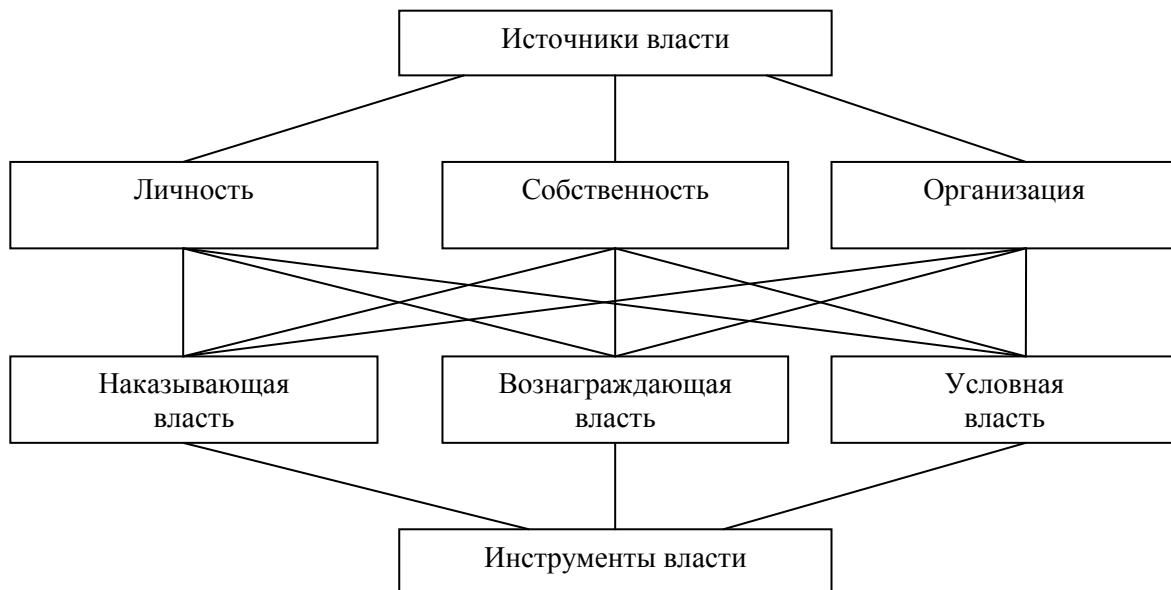 Источники власти
Личность
Собственность
Организация
Наказывающая
власть
Вознаграждающая
власть
Условная
власть
Инструменты власти